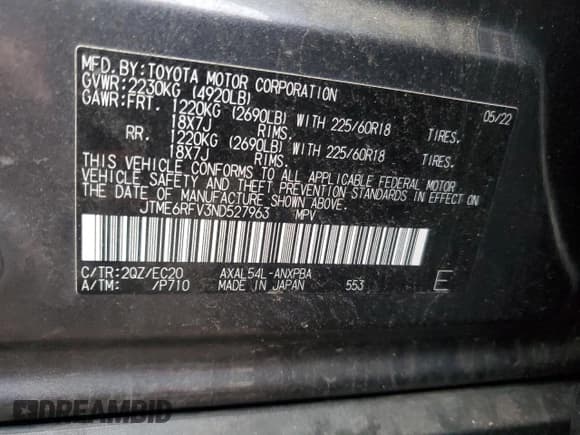 MFD. BY: TOYOTA MOTOR CORPORATION 05/22
GVWR: 2230KG (4920LB)
GAWR: FRT. 1220KG (2690LB) WITH 225/60R18 TIRES.
18X7J RIMS.
RR. 1220KG (2690LB) WITH 225/60R18 TIRES.
18X7J RIMS.
THIS VEHICLE CONFORMS TO ALL APPLICABLE FEDERAL MOTOR
VEHICLE SAFETY, AND THEFT PREVENTION STANDARDS IN EFFECT
ON THE DATE OF MANUFACTURE SHOWN ABOVE.
JTME6RFV3ND527963 MPV
C/TR: 2QZ/EC20 AXAL54L-ANXPBA E
A/TM: /P710 MADE IN JAPAN 553
DREAMBID